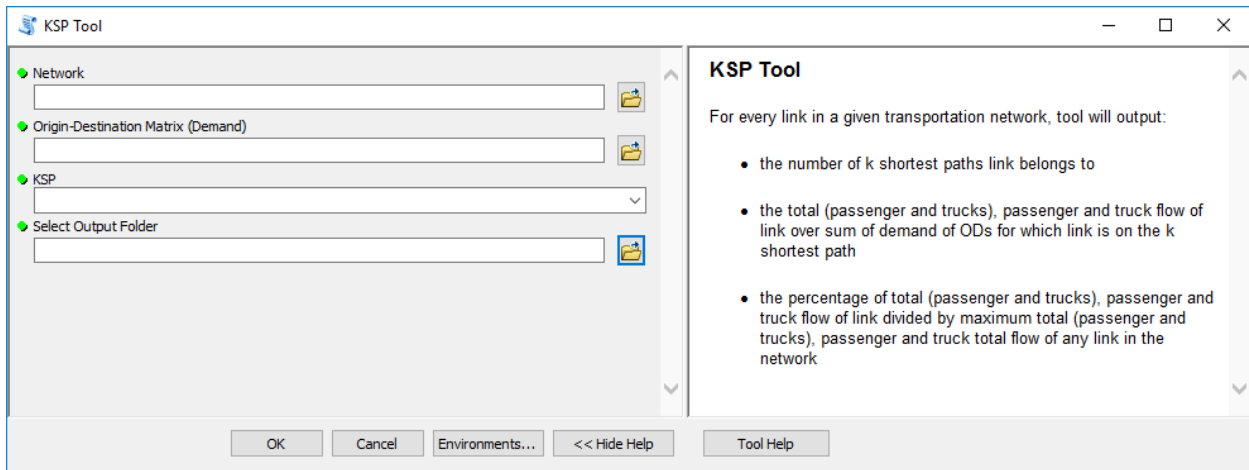 KSP Tool
Network
Origin-Destination Matrix (Demand)
KSP
Select Output Folder
OK
Cancel
Environments...
<< Hide Help
KSP Tool
For every link in a given transportation network, tool will output:
• the number of k shortest paths link belongs to
• the total (passenger and trucks), passenger and truck flow of
link over sum of demand of ODs for which link is on the k
shortest path
• the percentage of total (passenger and trucks), passenger and
truck flow of link divided by maximum total (passenger and
trucks), passenger and truck total flow of any link in the
network
Tool Help